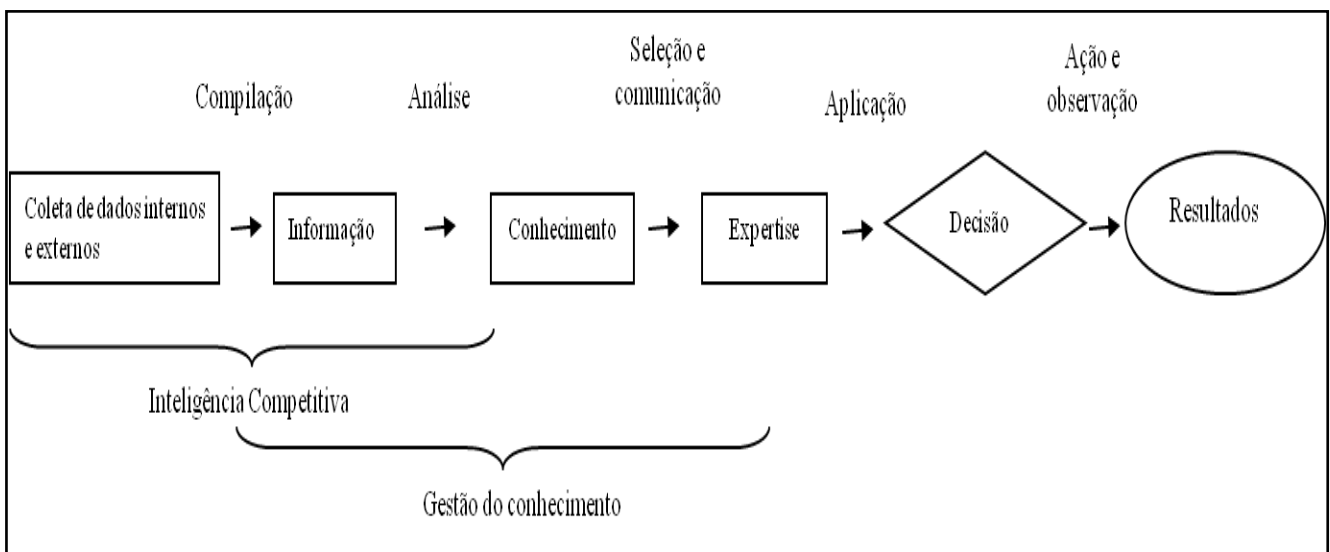 Compilação
Análise
Seleção e
comunicação
Aplicação
Ação e
observação
Coleta de dados internos
e externos
Informação
Conhecimento
Expertise
Decisão
Resultados
Inteligência Competitiva
Gestão do conhecimento